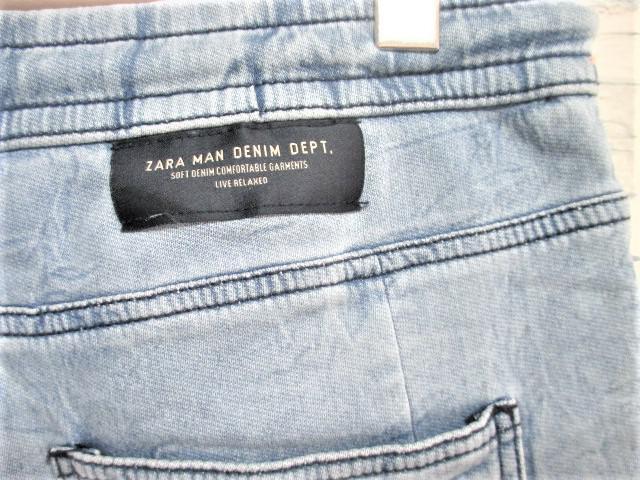 ZARA MAN DENIM DEPT.
SOFT DENIM COMFORTABLE GARMENTS
LIVE RELAXED